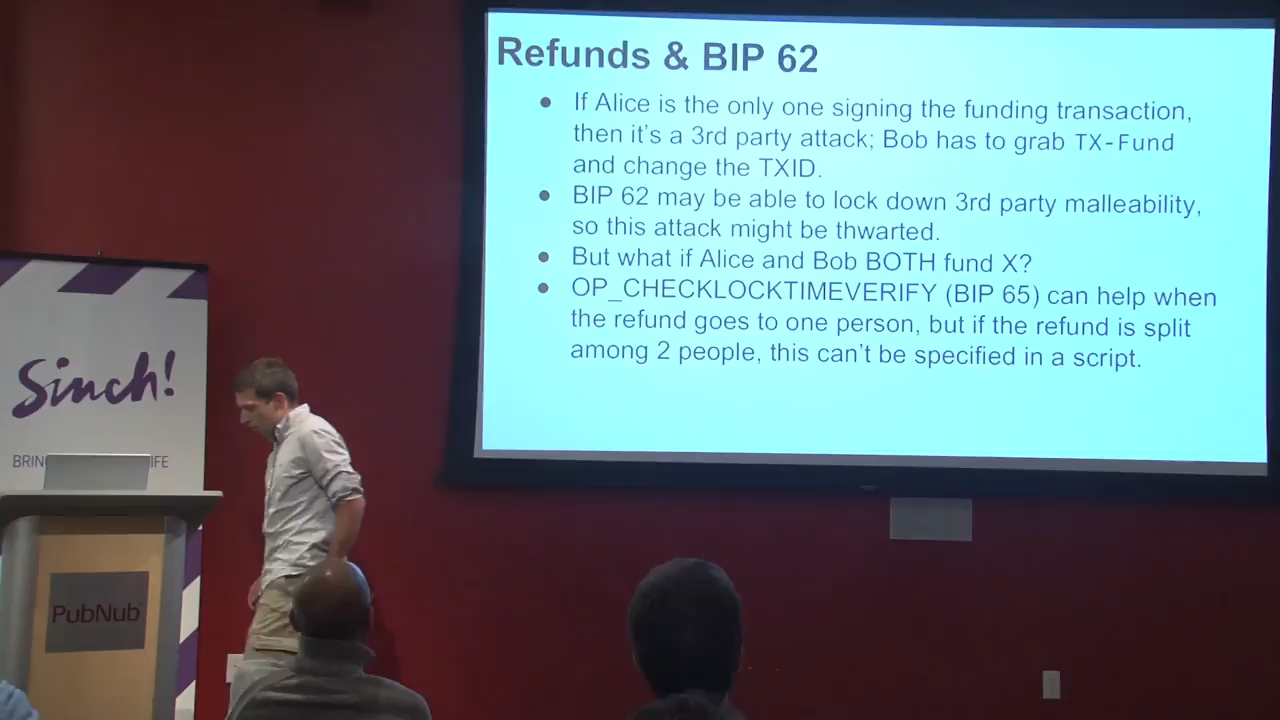 Refunds & BIP 62
● If Alice is the only one signing the funding transaction,
then it's a 3rd party attack; Bob has to grab TX-Fund
and change the TXID.
● BIP 62 may be able to lock down 3rd party malleability,
so this attack might be thwarted.
● But what if Alice and Bob BOTH fund X?
● OP_CHECKLOCKTIMEVERIFY (BIP 65) can help when
the refund goes to one person, but if the refund is split
among 2 people, this can't be specified in a script.
Sinch!
BRIN IFE
PubNub